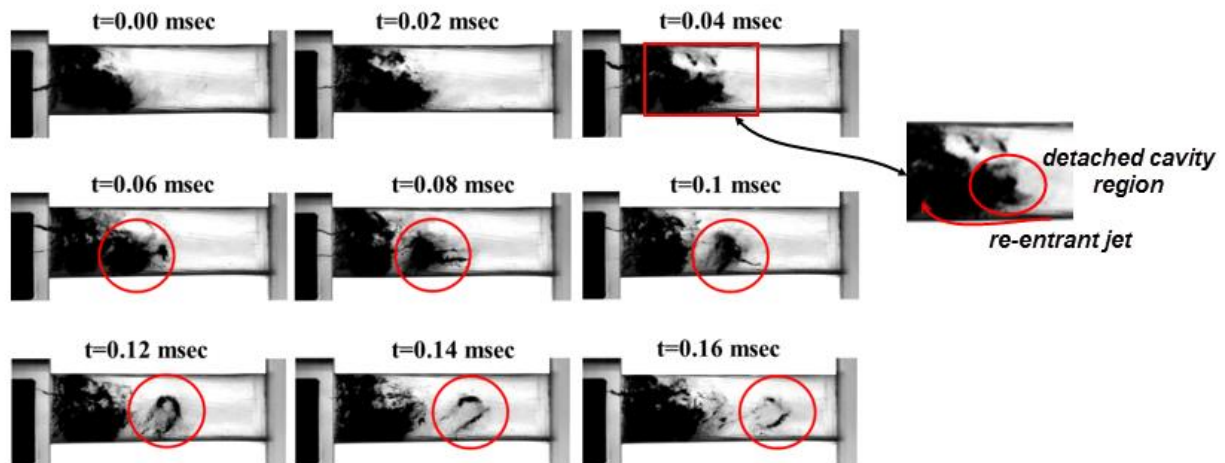 t=0.00 msec
t=0.02 msec
t=0.04 msec
detached cavity
region
re-entrant jet
t=0.06 msec
t=0.08 msec
t=0.1 msec
t=0.12 msec
t=0.14 msec
t=0.16 msec